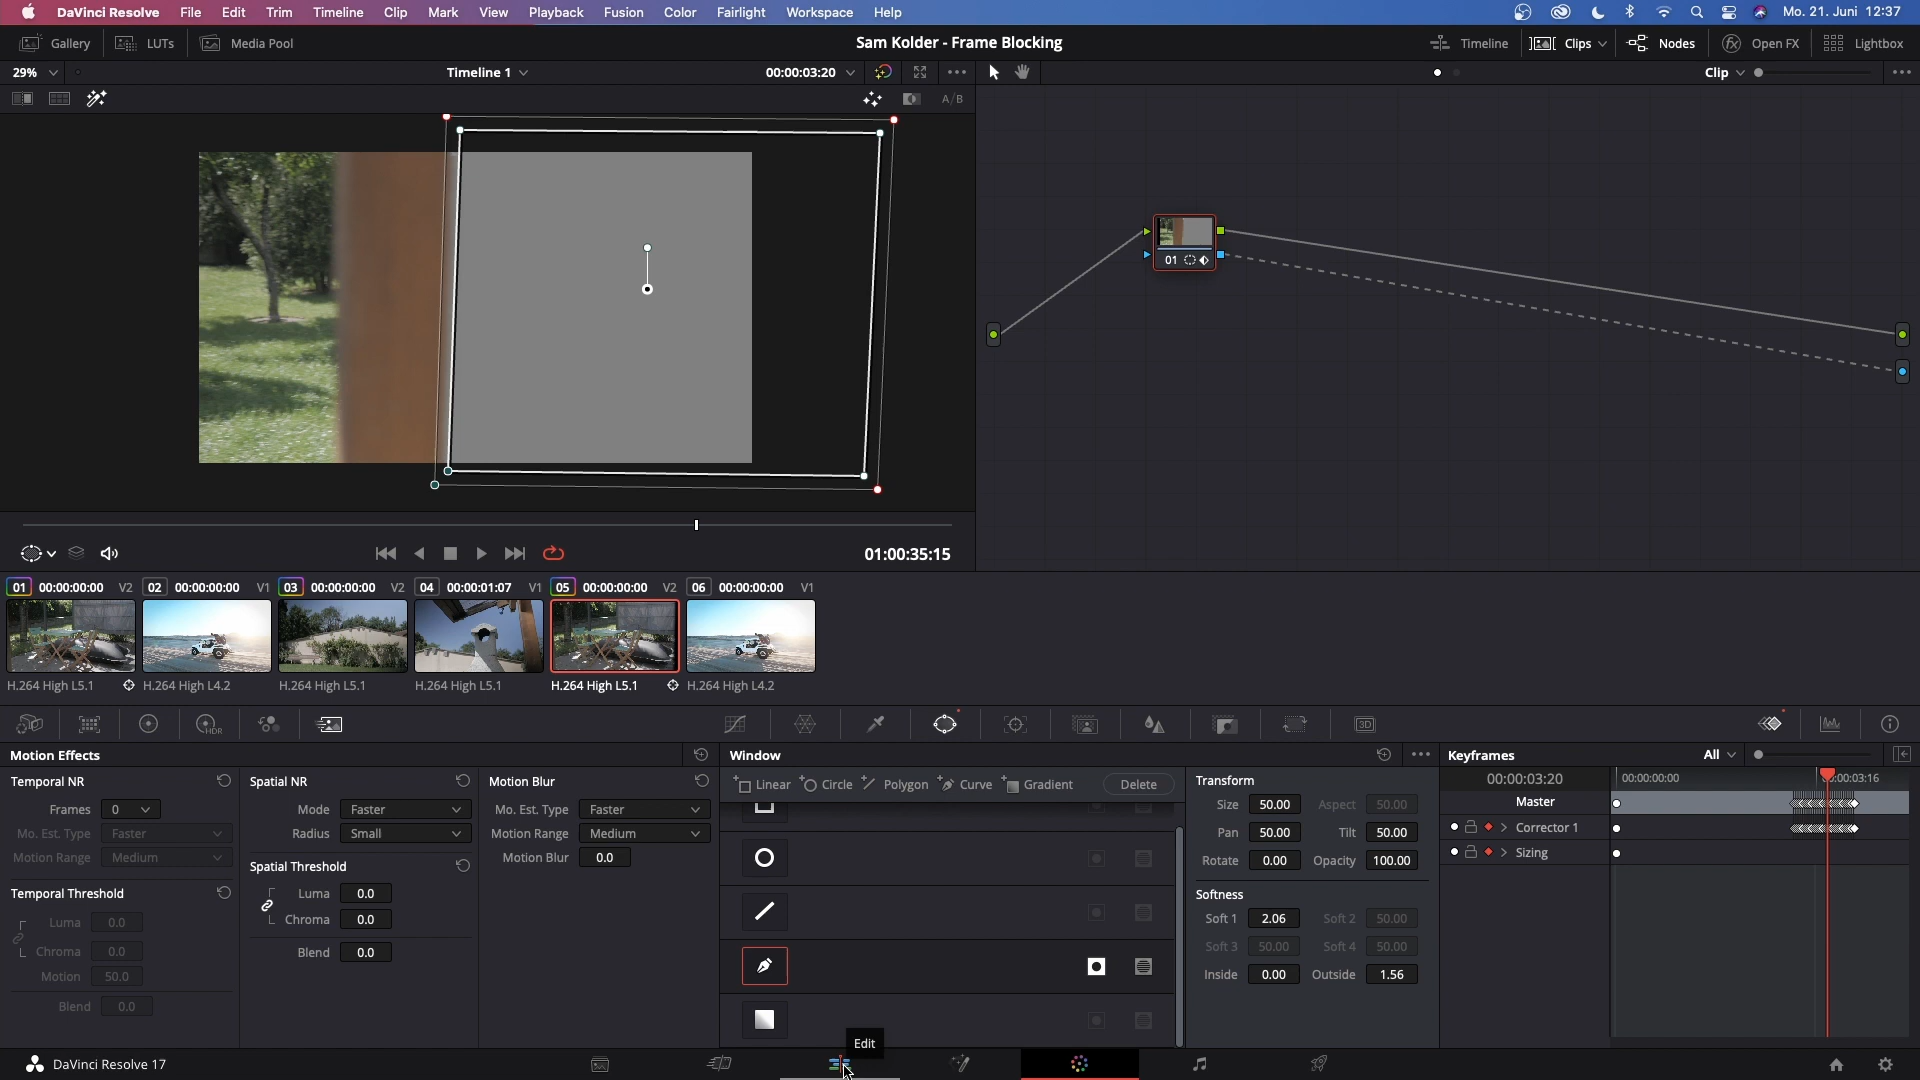 DaVinci Resolve File Edit Trim Timeline Clip Mark View Playback Fusion Color Fairlight Workspace Help Mo. 21. Juni 12:37
Gallery LUTs Media Pool Sam Kolder - Frame Blocking Timeline Clips Nodes Open FX Lightbox
29% Timeline 1 00:00:03:20 Clip
A/B
01
01:00:35:15
01 00:00:00:00 V2 02 00:00:00:00 V1 03 00:00:00:00 V2 04 00:00:01:07 V1 05 00:00:00:00 V2 06 00:00:00:00 V1
H.264 High L5.1 H.264 High L4.2 H.264 High L5.1 H.264 High L5.1 H.264 High L5.1 H.264 High L4.2
HDR 3D
Motion Effects Window Keyframes All
Temporal NR Spatial NR Motion Blur Linear Circle Polygon Curve Gradient Delete Transform 00:00:03:20 00:00:00:00 00:03:16
Frames 0 Mode Faster Mo. Est. Type Faster Size 50.00 Aspect 50.00 Master
Mo. Est. Type Faster Radius Small Motion Range Medium Pan 50.00 Tilt 50.00 Corrector 1
Motion Range Medium Spatial Threshold Motion Blur 0.0 Rotate 0.00 Opacity 100.00 Sizing
Temporal Threshold Luma 0.0 Softness
Luma 0.0 Chroma 0.0 Soft 1 2.06 Soft 2 50.00
Chroma 0.0 Blend 0.0 Soft 3 50.00 Soft 4 50.00
Motion 50.0 Inside 0.00 Outside 1.56
Blend 0.0
Edit
DaVinci Resolve 17